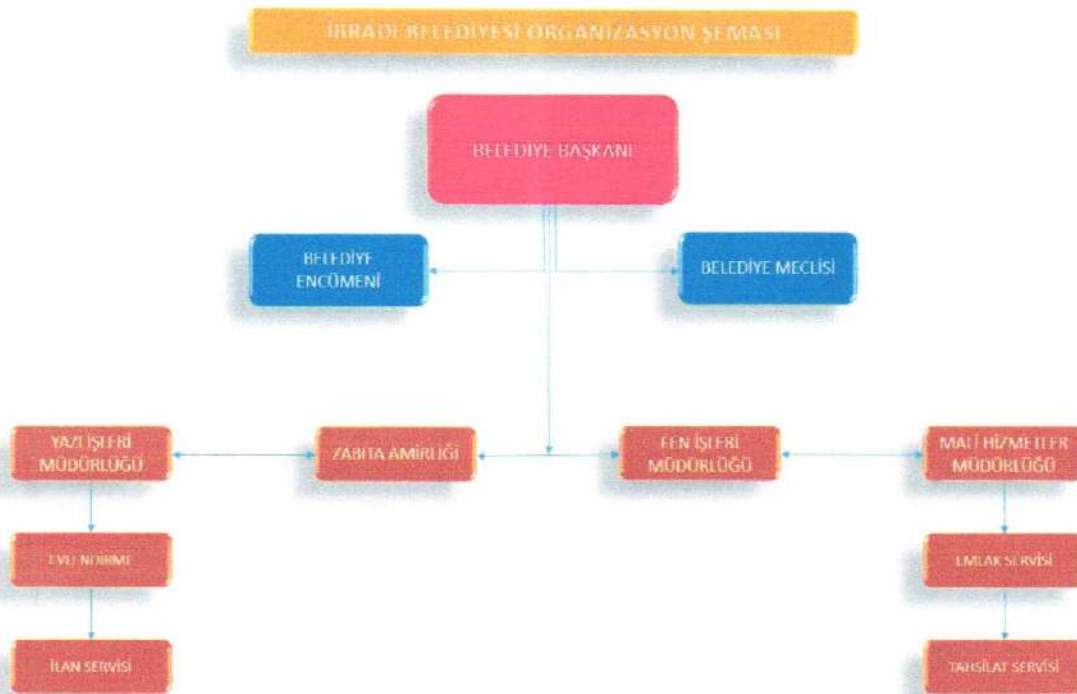 İBRADI BELEDİYESİ ORGANİZASYON ŞEMASI
BELEDİYE BAŞKANI
BELEDİYE
ENCÜMENİ
BELEDİYE MECLİSİ
YAZI İŞLERİ
MÜDÜRLÜĞÜ
ZABITA AMİRLİĞİ
FEN İŞLERİ
MÜDÜRLÜĞÜ
MALİ HİZMETLER
MÜDÜRLÜĞÜ
EVLENDİRME
EMLAK SERVİSİ
İLAN SERVİSİ
TAHSİLAT SERVİSİ